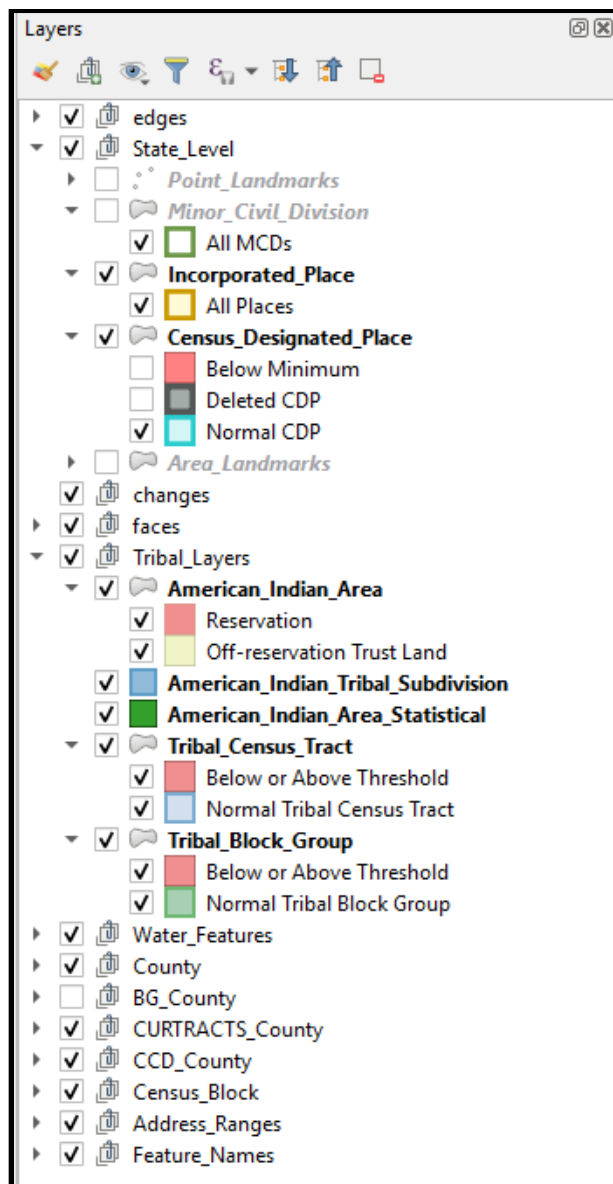 Layers
edges
State_Level
Point_Landmarks
Minor_Civil_Division
All MCDs
Incorporated_Place
All Places
Census_Designated_Place
Below Minimum
Deleted CDP
Normal CDP
Area_Landmarks
changes
faces
Tribal_Layers
American_Indian_Area
Reservation
Off-reservation Trust Land
American_Indian_Tribal_Subdivision
American_Indian_Area_Statistical
Tribal_Census_Tract
Below or Above Threshold
Normal Tribal Census Tract
Tribal_Block_Group
Below or Above Threshold
Normal Tribal Block Group
Water_Features
County
BG_County
CURTRACTS_County
CCD_County
Census_Block
Address_Ranges
Feature_Names